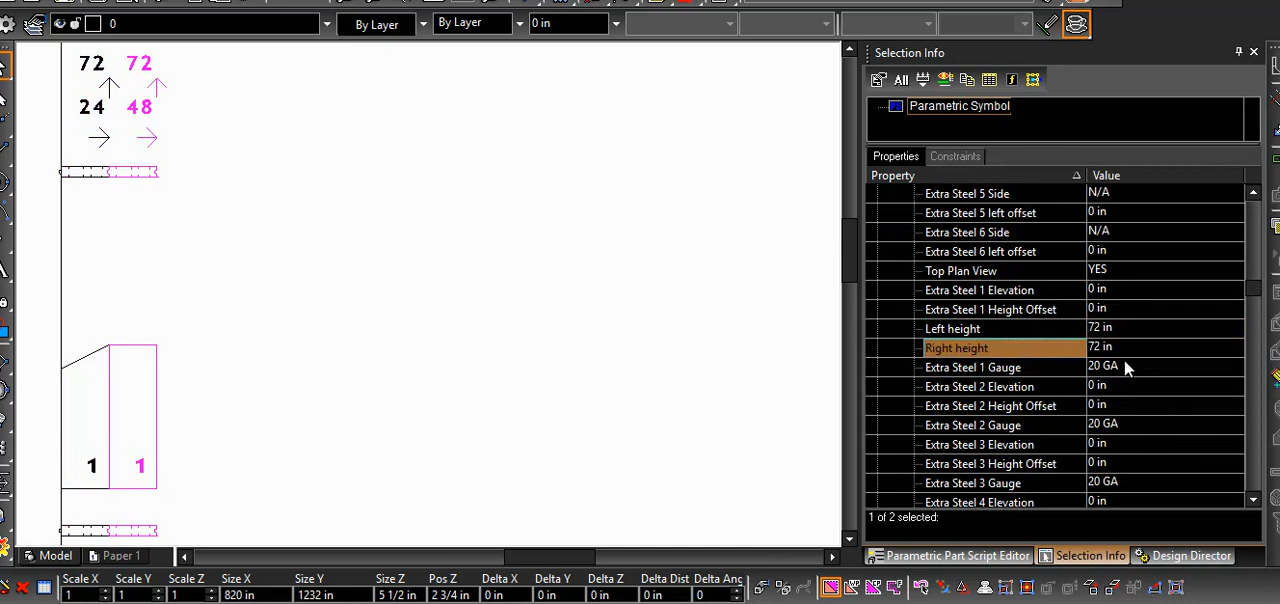 0
By Layer
By Layer
0 in
72 72
24 48
1 1
Selection Info
All
f
Parametric Symbol
Properties
Constraints
Property
Value
Extra Steel 5 Side N/A
Extra Steel 5 left offset 0 in
Extra Steel 6 Side N/A
Extra Steel 6 left offset 0 in
Top Plan View YES
Extra Steel 1 Elevation 0 in
Extra Steel 1 Height Offset 0 in
Left height 72 in
Right height 72 in
Extra Steel 1 Gauge 20 GA
Extra Steel 2 Elevation 0 in
Extra Steel 2 Height Offset 0 in
Extra Steel 2 Gauge 20 GA
Extra Steel 3 Elevation 0 in
Extra Steel 3 Height Offset 0 in
Extra Steel 3 Gauge 20 GA
Extra Steel 4 Elevation 0 in
1 of 2 selected:
Model
Paper 1
Parametric Part Script Editor
Selection Info
Design Director
Scale X Scale Y Scale Z Size X Size Y Size Z Pos Z Delta X Delta Y Delta Z Delta Dist Delta Ang
1 1 1 820 in 1232 in 5 1/2 in 2 3/4 in 0 in 0 in 0 in 0 in 0